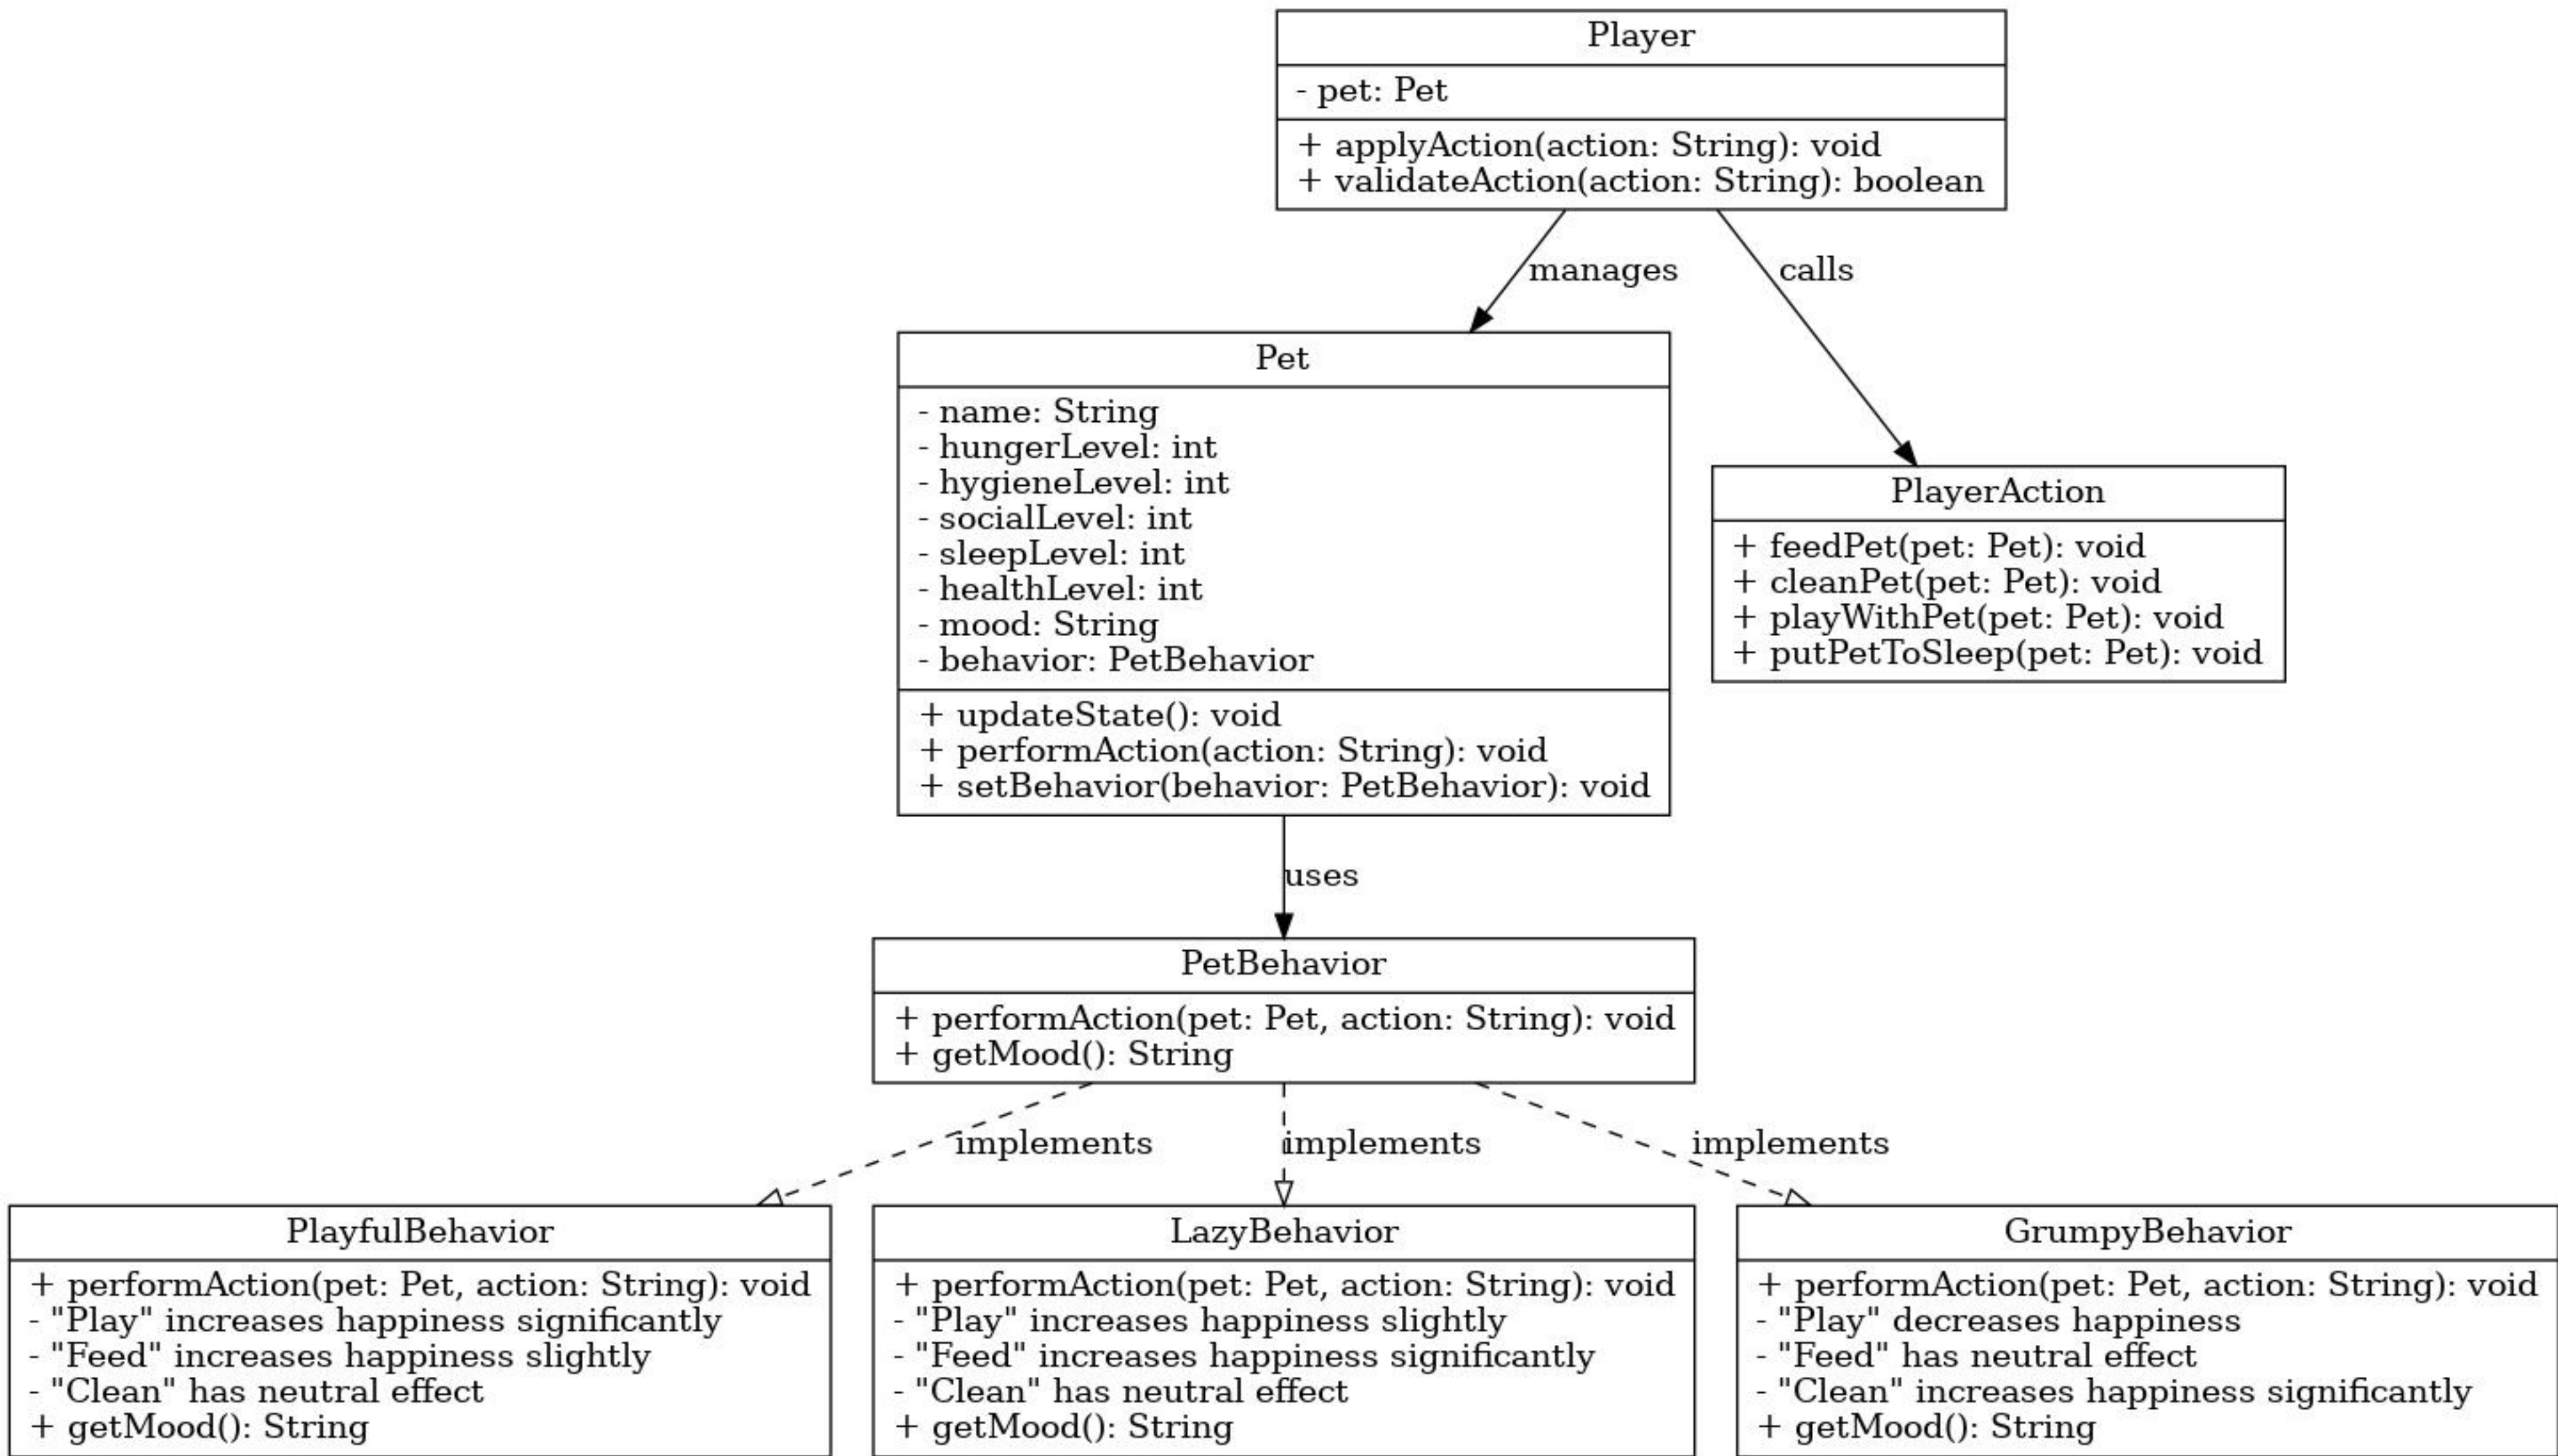 Player
- pet: Pet
+ applyAction(action: String): void
+ validateAction(action: String): boolean
manages
calls
Pet
- name: String
- hungerLevel: int
- hygieneLevel: int
- socialLevel: int
- sleepLevel: int
- healthLevel: int
- mood: String
- behavior: PetBehavior
+ updateState(): void
+ performAction(action: String): void
+ setBehavior(behavior: PetBehavior): void
PlayerAction
+ feedPet(pet: Pet): void
+ cleanPet(pet: Pet): void
+ playWithPet(pet: Pet): void
+ putPetToSleep(pet: Pet): void
uses
PetBehavior
+ performAction(pet: Pet, action: String): void
+ getMood(): String
implements
implements
implements
PlayfulBehavior
+ performAction(pet: Pet, action: String): void
- "Play" increases happiness significantly
- "Feed" increases happiness slightly
- "Clean" has neutral effect
+ getMood(): String
LazyBehavior
+ performAction(pet: Pet, action: String): void
- "Play" increases happiness slightly
- "Feed" increases happiness significantly
- "Clean" has neutral effect
+ getMood(): String
GrumpyBehavior
+ performAction(pet: Pet, action: String): void
- "Play" decreases happiness
- "Feed" has neutral effect
- "Clean" increases happiness significantly
+ getMood(): String